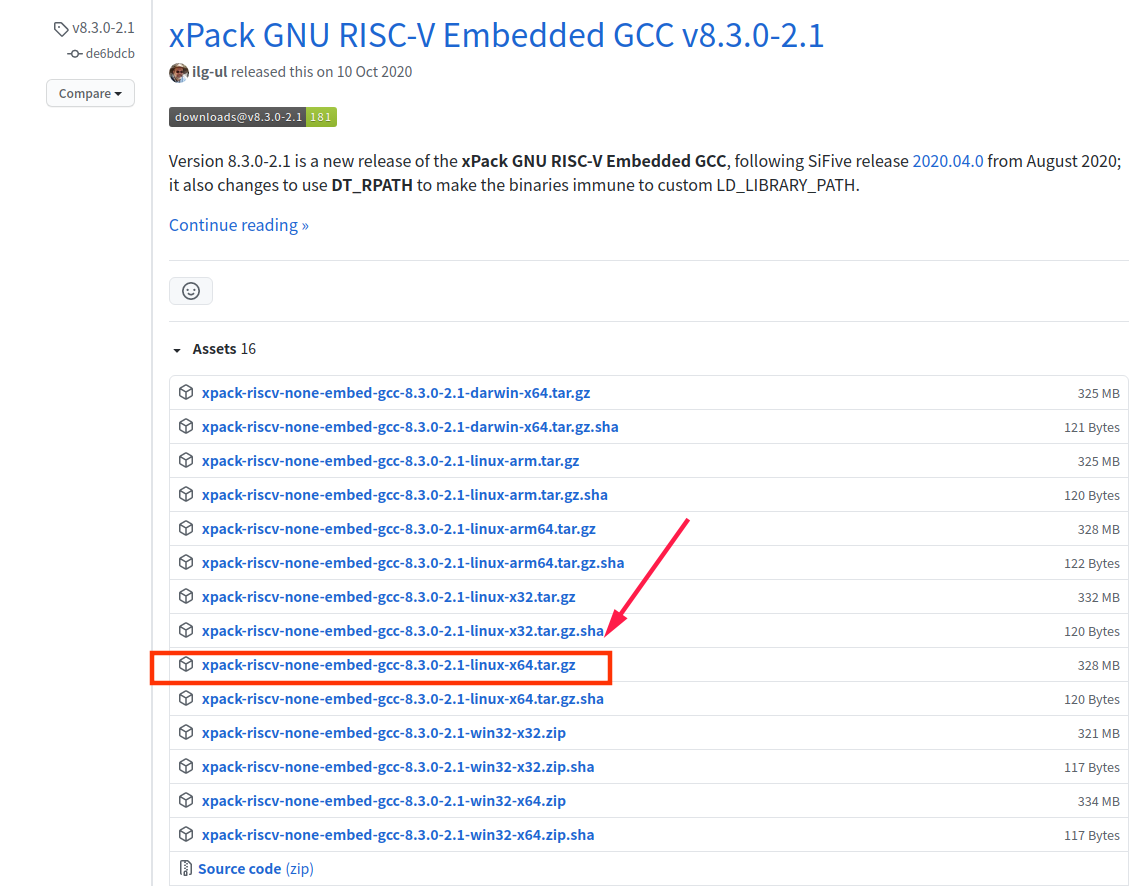 v8.3.0-2.1
de6bdcb
Compare
xPack GNU RISC-V Embedded GCC v8.3.0-2.1
ilg-ul released this on 10 Oct 2020
downloads@v8.3.0-2.1 181
Version 8.3.0-2.1 is a new release of the xPack GNU RISC-V Embedded GCC, following SiFive release 2020.04.0 from August 2020;
it also changes to use DT_RPATH to make the binaries immune to custom LD_LIBRARY_PATH.
Continue reading »
Assets 16
xpack-riscv-none-embed-gcc-8.3.0-2.1-darwin-x64.tar.gz 325 MB
xpack-riscv-none-embed-gcc-8.3.0-2.1-darwin-x64.tar.gz.sha 121 Bytes
xpack-riscv-none-embed-gcc-8.3.0-2.1-linux-arm.tar.gz 325 MB
xpack-riscv-none-embed-gcc-8.3.0-2.1-linux-arm.tar.gz.sha 120 Bytes
xpack-riscv-none-embed-gcc-8.3.0-2.1-linux-arm64.tar.gz 328 MB
xpack-riscv-none-embed-gcc-8.3.0-2.1-linux-arm64.tar.gz.sha 122 Bytes
xpack-riscv-none-embed-gcc-8.3.0-2.1-linux-x32.tar.gz 332 MB
xpack-riscv-none-embed-gcc-8.3.0-2.1-linux-x32.tar.gz.sha 120 Bytes
xpack-riscv-none-embed-gcc-8.3.0-2.1-linux-x64.tar.gz 328 MB
xpack-riscv-none-embed-gcc-8.3.0-2.1-linux-x64.tar.gz.sha 120 Bytes
xpack-riscv-none-embed-gcc-8.3.0-2.1-win32-x32.zip 321 MB
xpack-riscv-none-embed-gcc-8.3.0-2.1-win32-x32.zip.sha 117 Bytes
xpack-riscv-none-embed-gcc-8.3.0-2.1-win32-x64.zip 334 MB
xpack-riscv-none-embed-gcc-8.3.0-2.1-win32-x64.zip.sha 117 Bytes
Source code (zip)